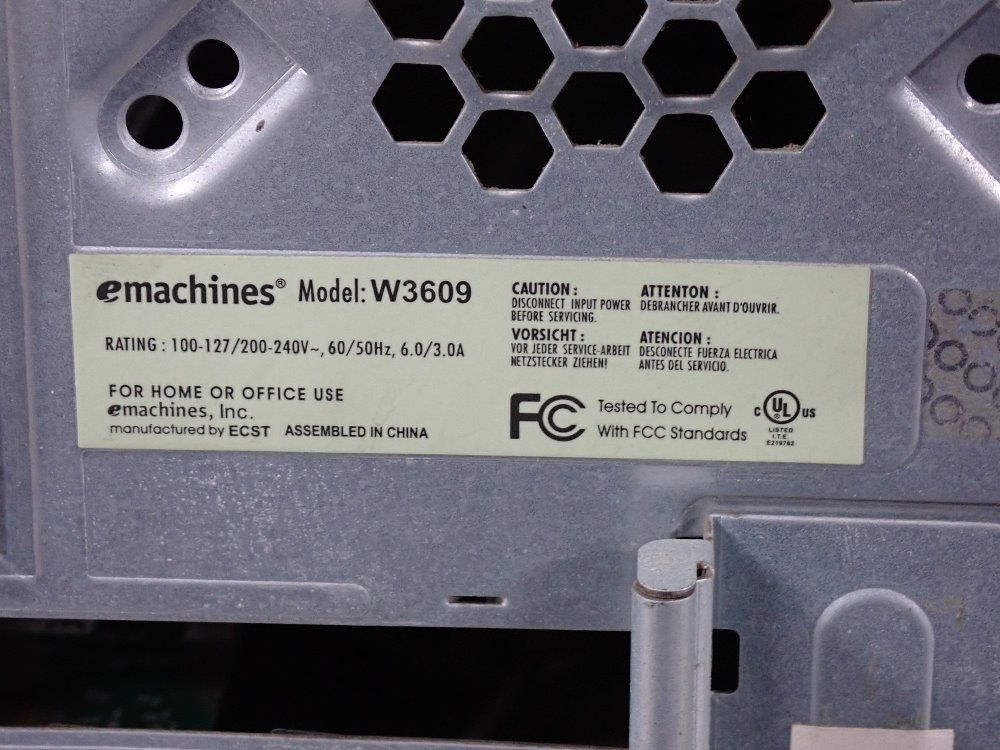 emachines® Model: W3609
RATING : 100-127/200-240V~, 60/50Hz, 6.0/3.0A
FOR HOME OR OFFICE USE
emachines, Inc.
manufactured by ECST ASSEMBLED IN CHINA
CAUTION :
DISCONNECT INPUT POWER
BEFORE SERVICING.
ATTENTON :
DEBRANCHER AVANT D'OUVRIR.
VORSICHT :
VOR JEDER SERVICE-ARBEIT
NETZSTECKER ZIEHEN!
ATENCION :
DESCONECTE FUERZA ELECTRICA
ANTES DEL SERVICIO.
FC Tested To Comply
With FCC Standards
C UL ® US
LISTED
I.T.E.
E219782